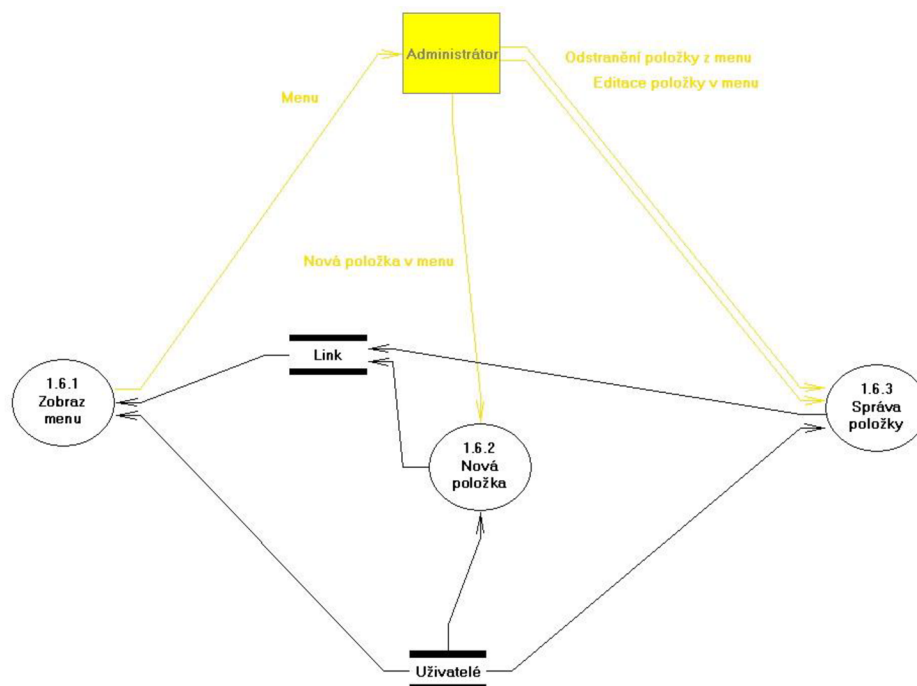 Administrátor
Odstranění položky z menu
Editace položky v menu
Menu
Nová položka v menu
Link
1.6.1
Zobraz
menu
1.6.3
Správa
položky
1.6.2
Nová
položka
Uživatelé